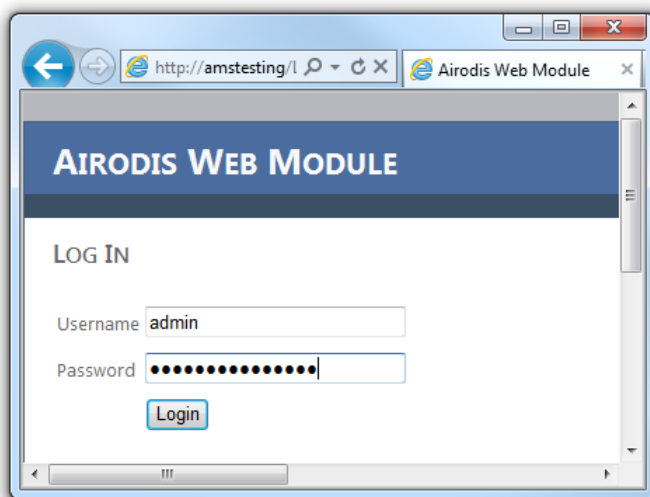 http://amstesting/l
Airodis Web Module
AIRODIS WEB MODULE
LOG IN
Username admin
Password ●●●●●●●●●●●●●●●
Login